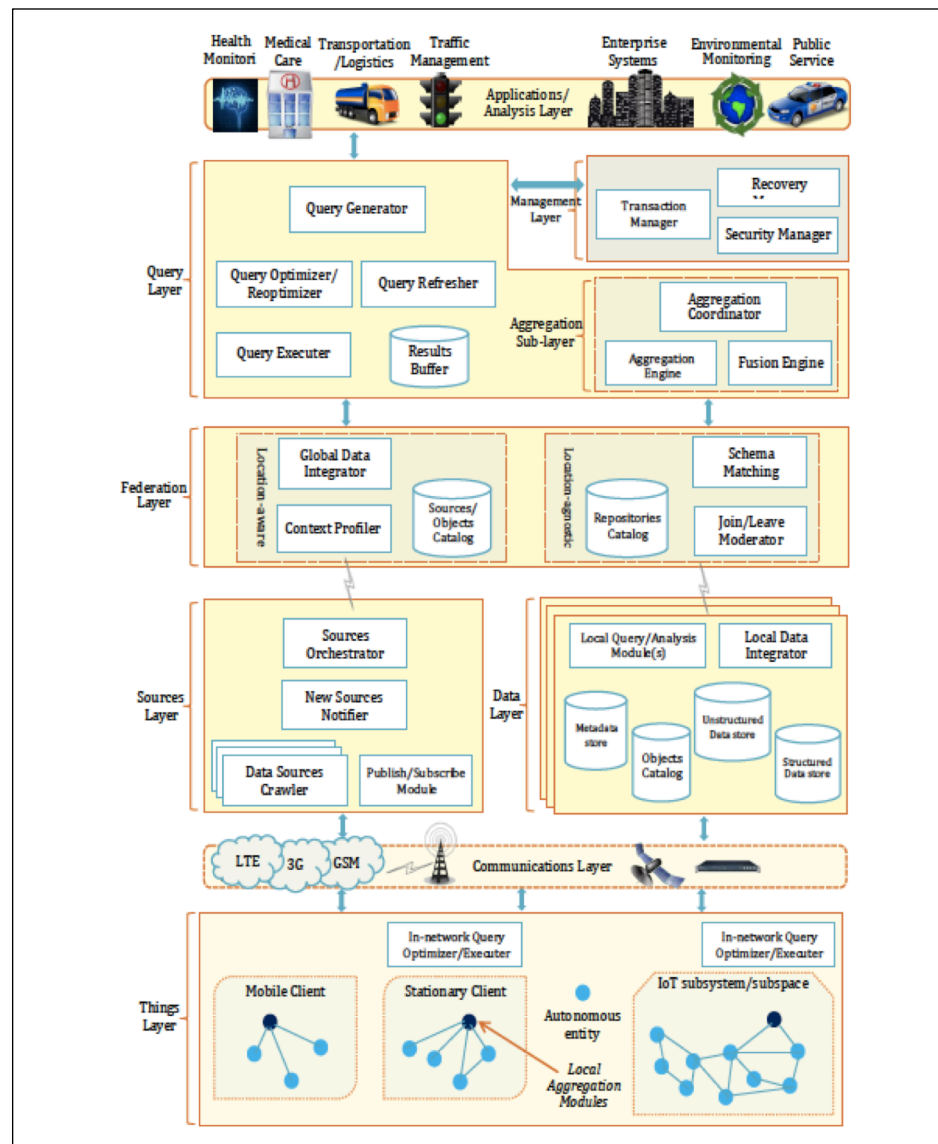 Health
Monitori
Medical
Care
Transportation
/Logistics
Traffic
Management
Enterprise
Systems
Environmental
Monitoring
Public
Service
Applications/
Analysis Layer
Query
Layer
Query Generator
Query Optimizer/
Reoptimizer
Query Refresher
Query Executer
Results
Buffer
Management
Layer
Transaction
Manager
Recovery
Security Manager
Aggregation
Sub-layer
Aggregation
Coordinator
Aggregation
Engine
Fusion Engine
Federation
Layer
Location-aware
Global Data
Integrator
Context Profiler
Sources/
Objects
Catalog
Location-agnostic
Repositories
Catalog
Schema
Matching
Join/Leave
Moderator
Sources
Layer
Sources
Orchestrator
New Sources
Notifier
Data Sources
Crawler
Publish/Subscribe
Module
Data
Layer
Local Query/Analysis
Module(s)
Local Data
Integrator
Metadata
store
Objects
Catalog
Unstructured
Data store
Structured
Data store
LTE
3G
GSM
Communications Layer
Things
Layer
In-network Query
Optimizer/Executer
In-network Query
Optimizer/Executer
Mobile Client
Stationary Client
Autonomous
entity
IoT subsystem/subspace
Local
Aggregation
Modules